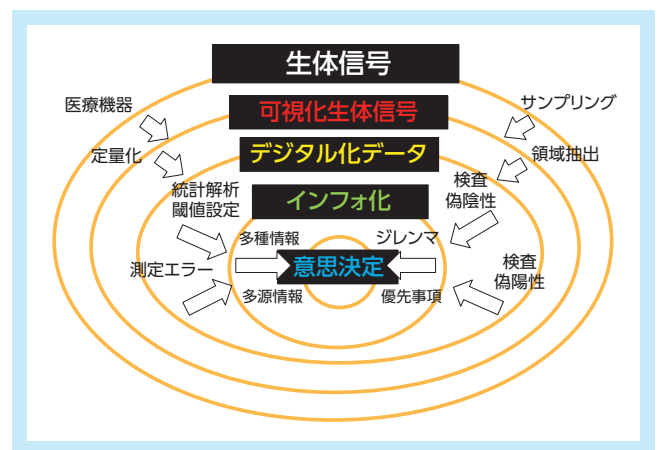 生体信号
医療機器
サンプリング
可視化生体信号
定量化
領域抽出
デジタル化データ
統計解析
閾値設定
検査
偽陰性
インフォ化
多種情報
ジレンマ
測定エラー
意思決定
検査
偽陽性
多源情報
優先事項